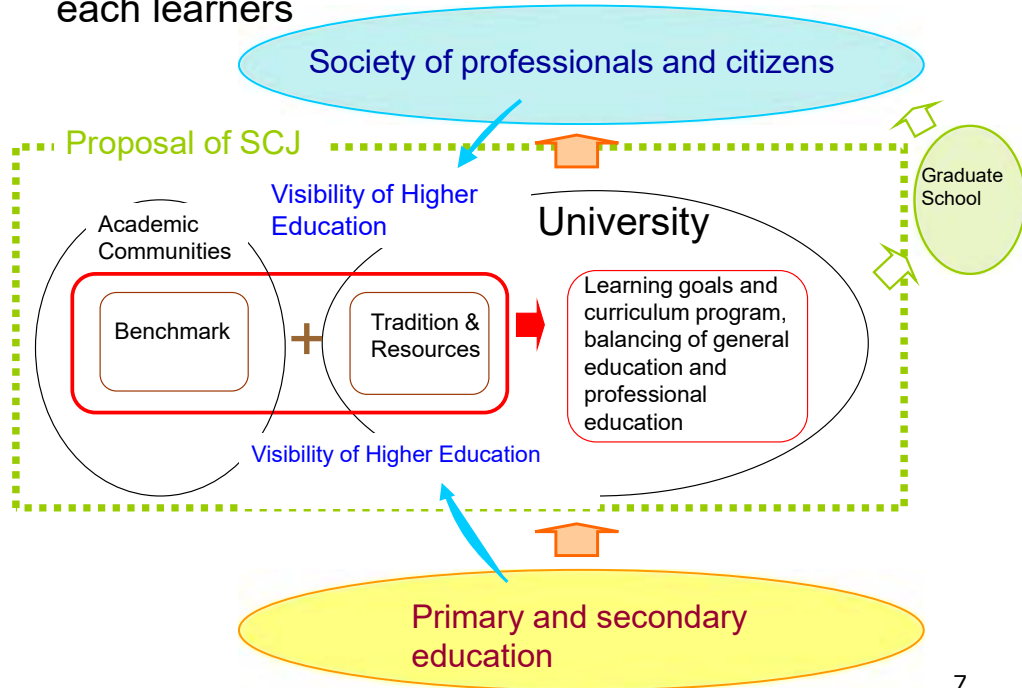 each learners
Society of professionals and citizens
Proposal of SCJ
Graduate
School
Visibility of Higher
Education
University
Academic
Communities
Benchmark
+
Tradition &
Resources
Learning goals and
curriculum program,
balancing of general
education and
professional
education
Visibility of Higher Education
Primary and secondary
education
7